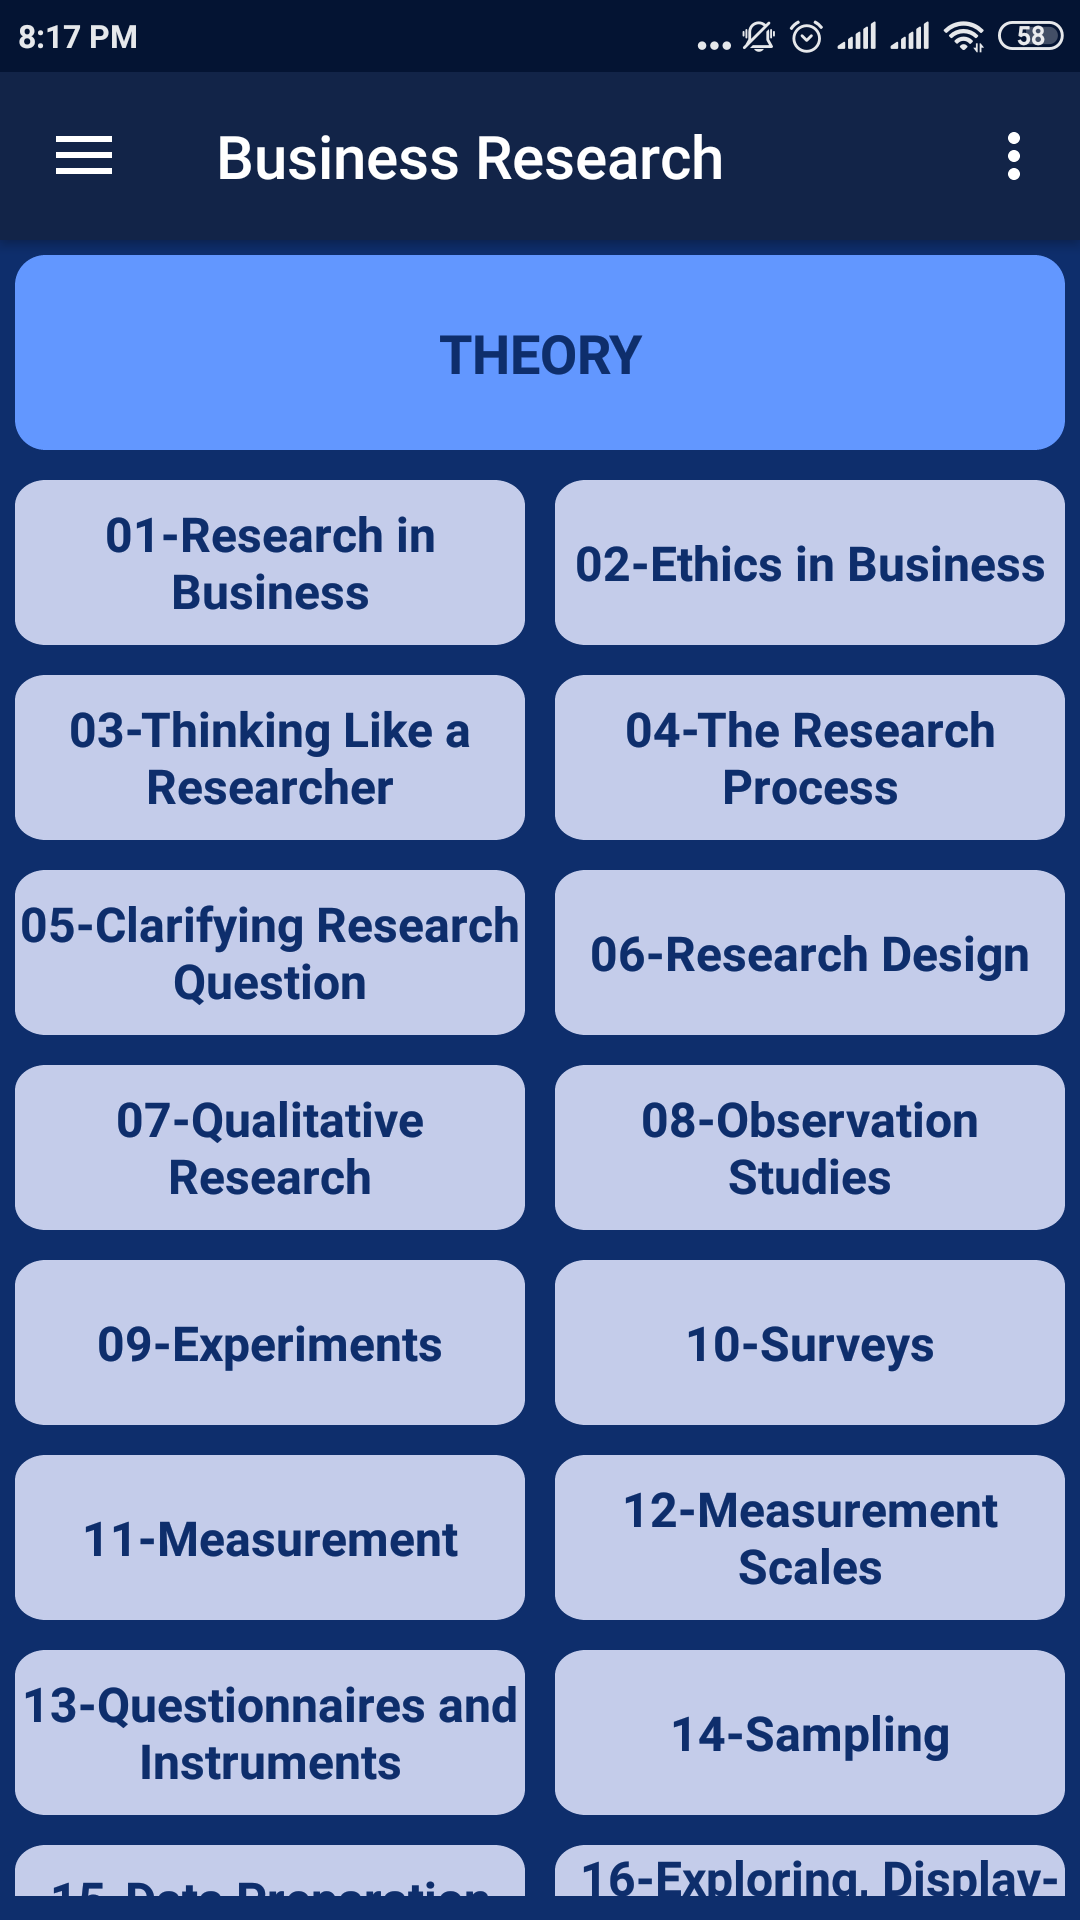 8:17 PM
58
Business Research
THEORY
01-Research in
Business
02-Ethics in Business
03-Thinking Like a
Researcher
04-The Research
Process
05-Clarifying Research
Question
06-Research Design
07-Qualitative
Research
08-Observation
Studies
09-Experiments
10-Surveys
11-Measurement
12-Measurement
Scales
13-Questionnaires and
Instruments
14-Sampling
15-Data Preparation
16-Exploring, Display-